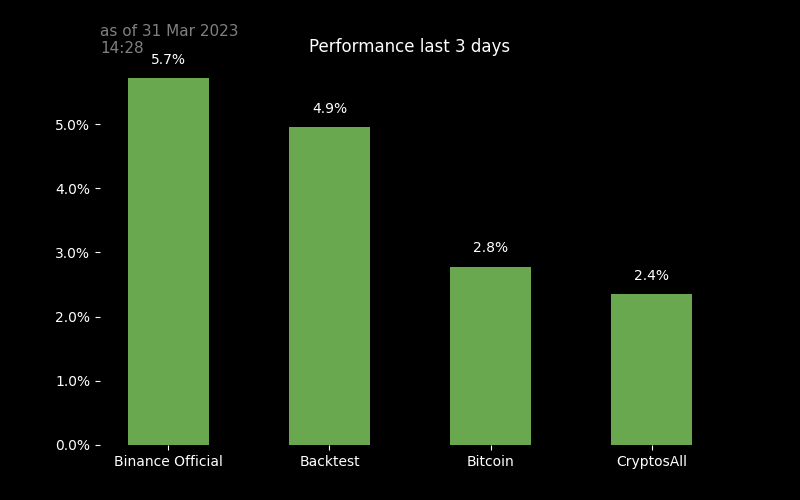 as of 31 Mar 2023
14:28
Performance last 3 days
5.7%
4.9%
2.8%
2.4%
5.0%
4.0%
3.0%
2.0%
1.0%
0.0%
Binance Official
Backtest
Bitcoin
CryptosAll